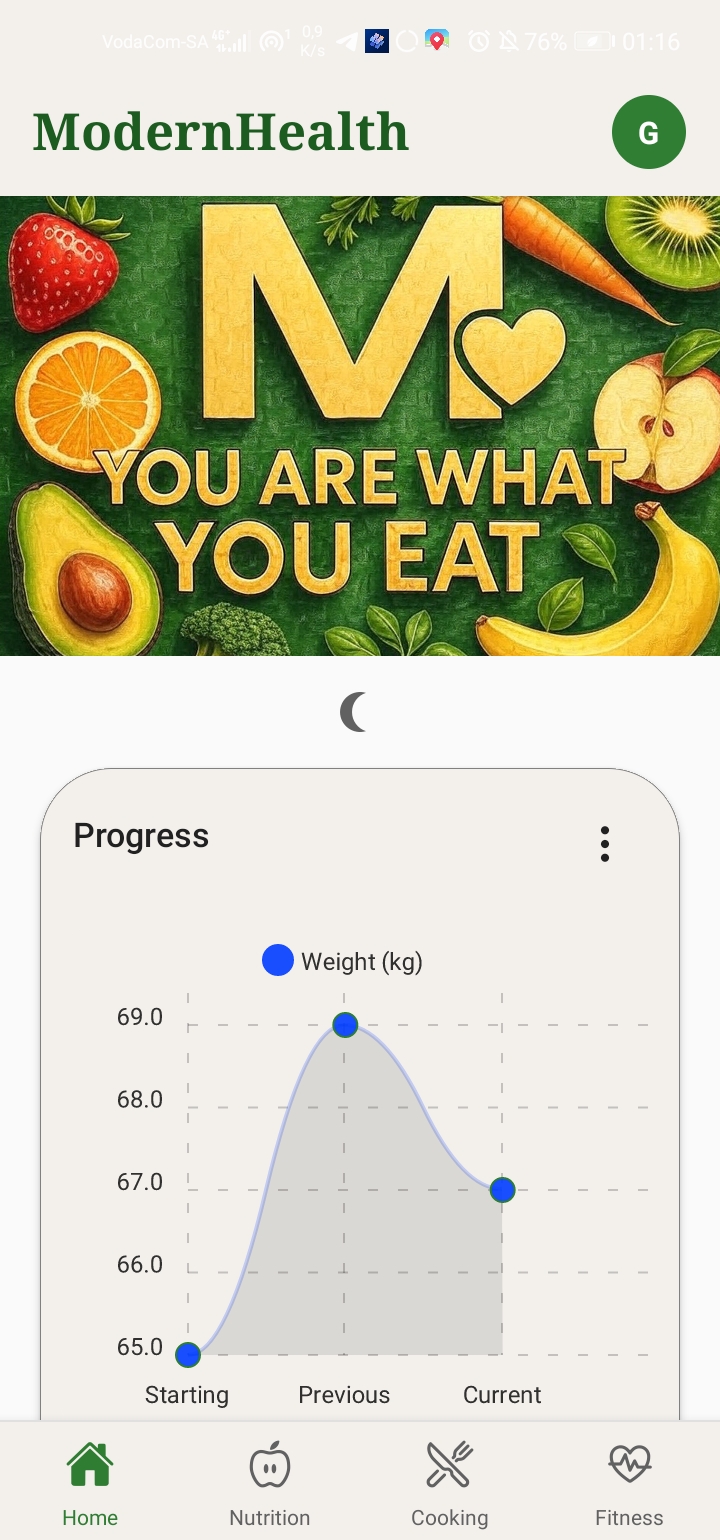 VodaCom-SA 4G+ 1 0,9 K/s 76% 01:16
ModernHealth
G
M
YOU ARE WHAT
YOU EAT
Progress
Weight (kg)
69.0
68.0
67.0
66.0
65.0
Starting Previous Current
Home Nutrition Cooking Fitness